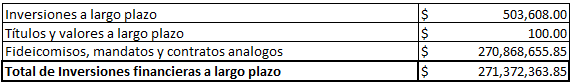 Inversiones a largo plazo $ 503,608.00
Títulos y valores a largo plazo $ 100.00
Fideicomisos, mandatos y contratos analogos $ 270,868,655.85
Total de Inversiones financieras a largo plazo $ 271,372,363.85